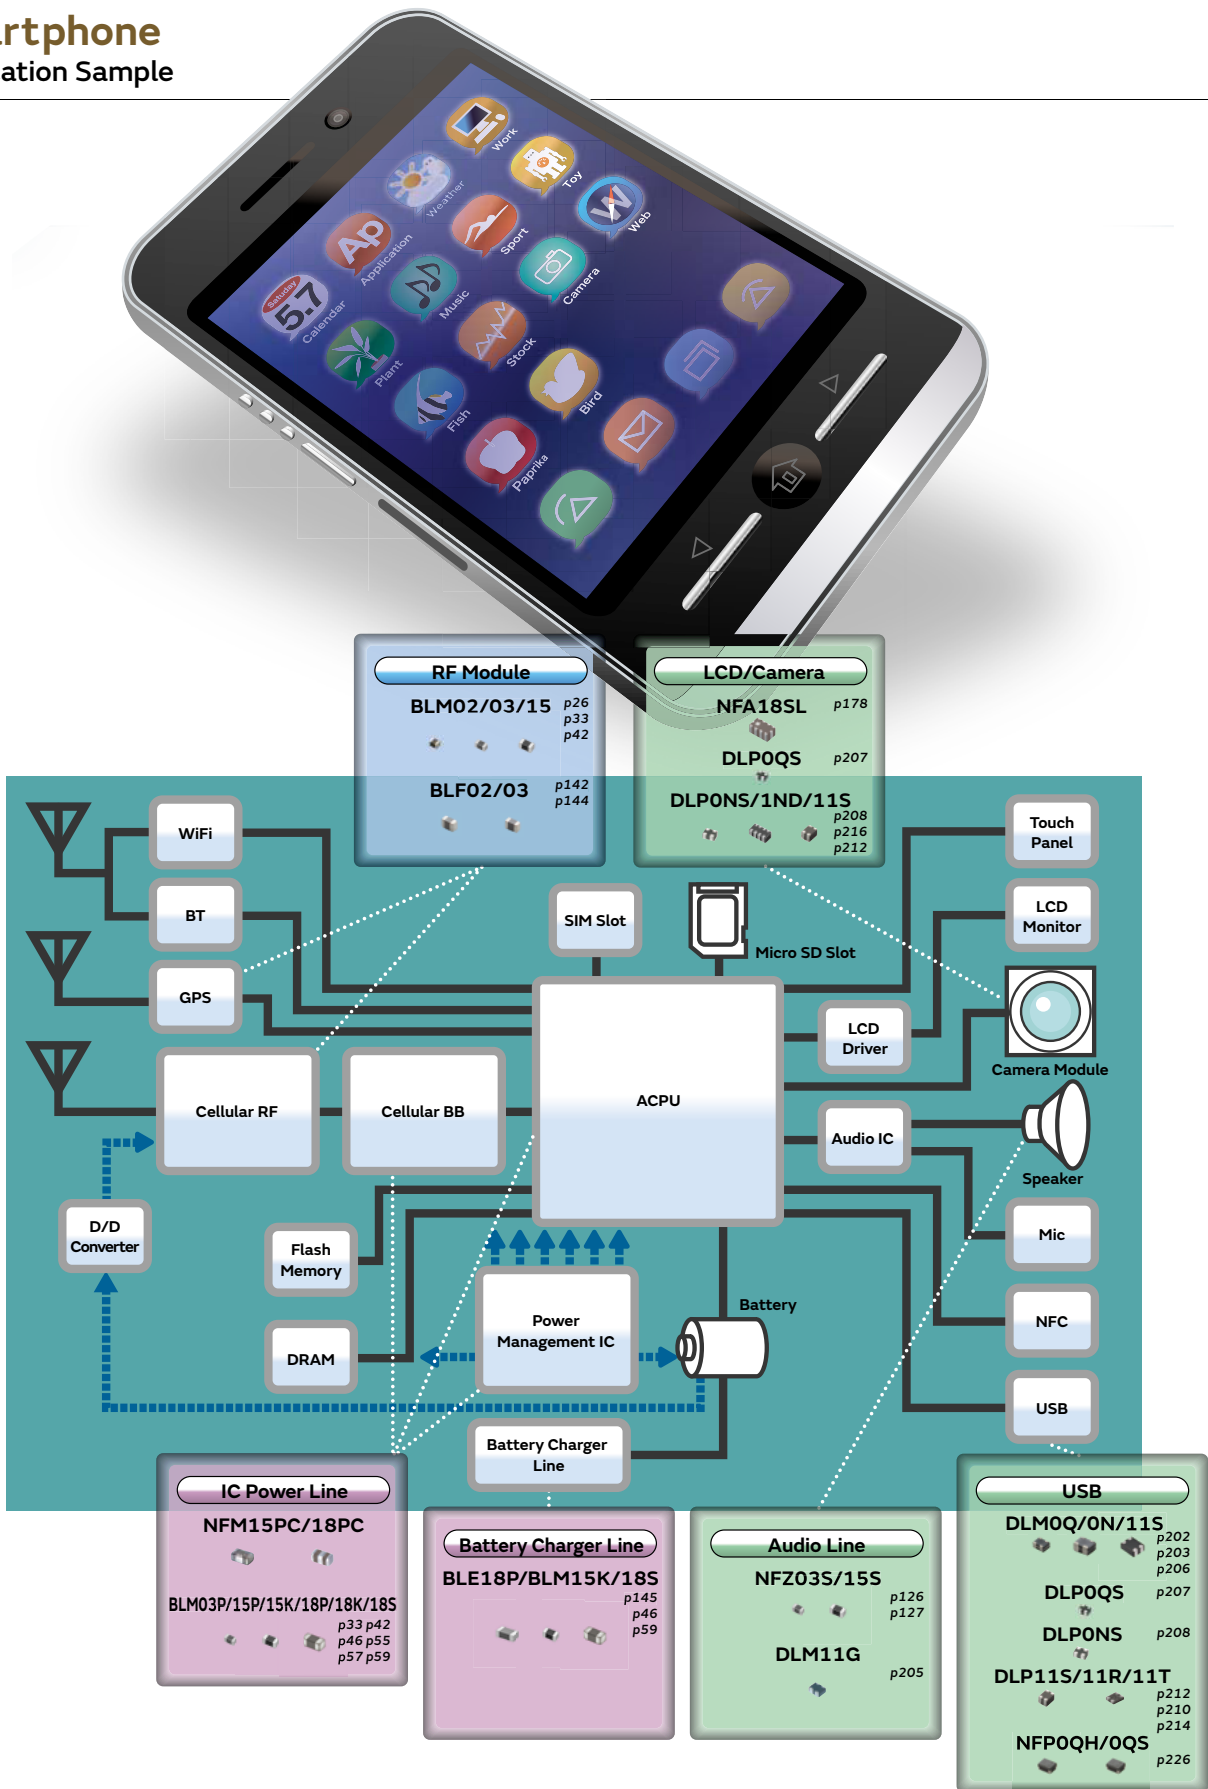 rtphone
ation Sample
Work
Toy
Web
Weather
Sport
Camera
Ap
Application
Music
Stock
Bird
Satuday
5.7
Calendar
Plant
Fish
Paprika
RF Module
BLM02/03/15 p26
p33
p42
BLF02/03 p142
p144
LCD/Camera
NFA18SL p178
DLP0QS p207
DLP0NS/1ND/11S
p208
p216
p212
WiFi
BT
GPS
SIM Slot
Micro SD Slot
Touch
Panel
LCD
Monitor
LCD
Driver
Camera Module
Cellular RF
Cellular BB
ACPU
Audio IC
Speaker
D/D
Converter
Flash
Memory
DRAM
Power
Management IC
Battery
Mic
NFC
USB
Battery Charger
Line
IC Power Line
NFM15PC/18PC
BLM03P/15P/15K/18P/18K/18S
p33 p42
p46 p55
p57 p59
Battery Charger Line
BLE18P/BLM15K/18S
p145
p46
p59
Audio Line
NFZ03S/15S
p126
p127
DLM11G
p205
USB
DLM0Q/0N/11S
p202
p203
p206
DLP0QS p207
DLP0NS p208
DLP11S/11R/11T
p212
p210
p214
NFP0QH/0QS
p226